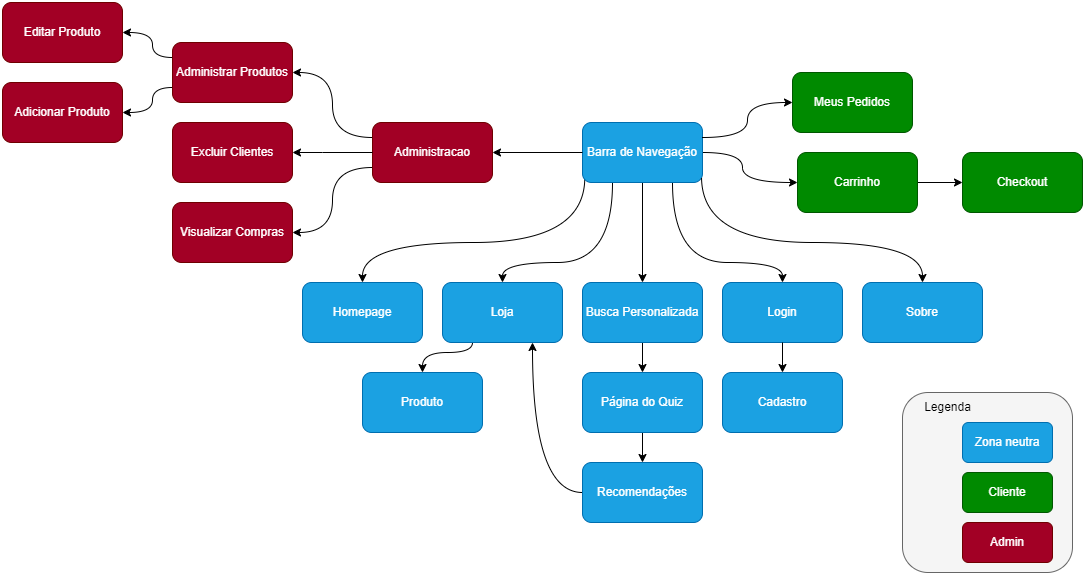 Editar Produto
Administrar Produtos
Meus Pedidos
Adicionar Produto
Excluir Clientes
Administracao
Barra de Navegação
Carrinho
Checkout
Visualizar Compras
Homepage
Loja
Busca Personalizada
Login
Sobre
Produto
Página do Quiz
Cadastro
Legenda
Zona neutra
Recomendações
Cliente
Admin